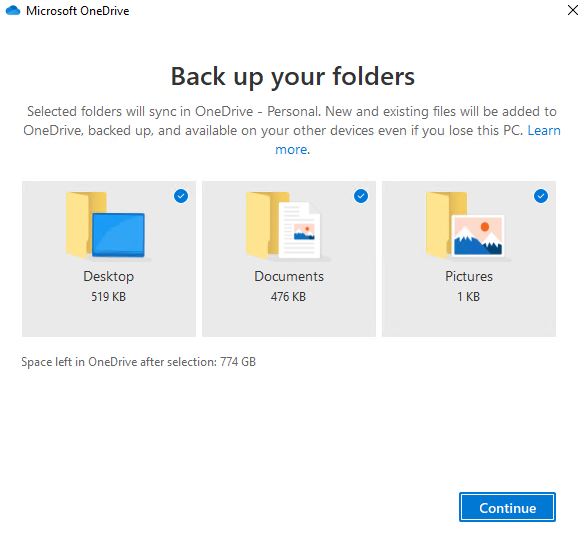 Microsoft OneDrive
Back up your folders
Selected folders will sync in OneDrive - Personal. New and existing files will be added to
OneDrive, backed up, and available on your other devices even if you lose this PC. Learn
more.
Desktop
519 KB
Documents
476 KB
Pictures
1 KB
Space left in OneDrive after selection: 774 GB
Continue